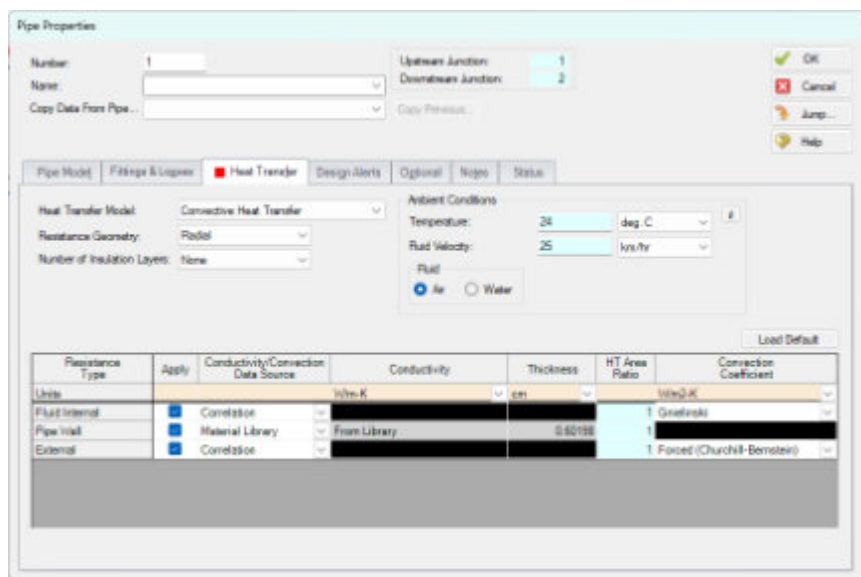 Pipe Properties
Number: 1
Name:
Copy Data From Pipe...
Upstream Junction: 1
Downstream Junction: 2
Copy Previous...
OK
Cancel
Jump...
Help
Pipe Model Fittings & Losses Heat Transfer Design Alerts Optional Notes Status
Heat Transfer Model: Convective Heat Transfer
Resistance Geometry: Radial
Number of Insulation Layers: None
Ambient Conditions
Temperature: 24 deg. C
Fluid Velocity: 25 km/hr
Fluid
Air Water
Load Default
Resistance Type Apply Conductivity/Convection Data Source Conductivity Thickness HT Area Ratio Convection Coefficient
Units W/m-K cm W/m2-K
Fluid Internal Correlation 1 Gnielinski
Pipe Wall Material Library From Library 0.60198 1
External Correlation 1 Forced (Churchill-Bernstein)